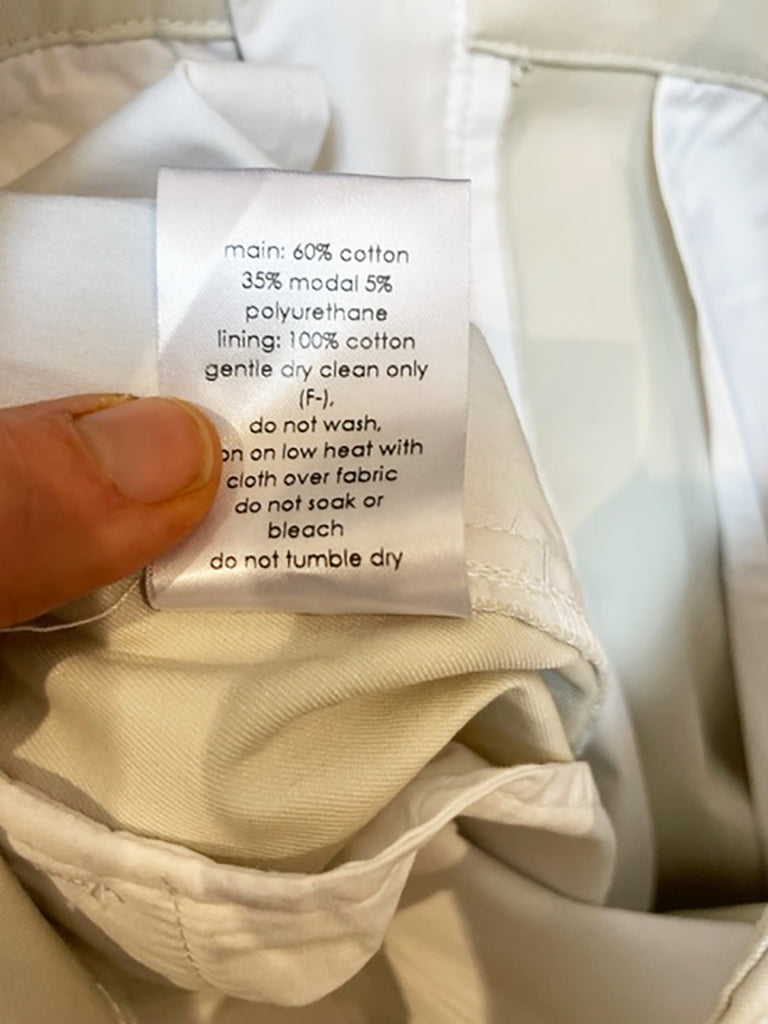 main: 60% cotton
35% modal 5%
polyurethane
lining: 100% cotton
gentle dry clean only
(F-),
do not wash,
on low heat with
cloth over fabric
do not soak or
bleach
do not tumble dry